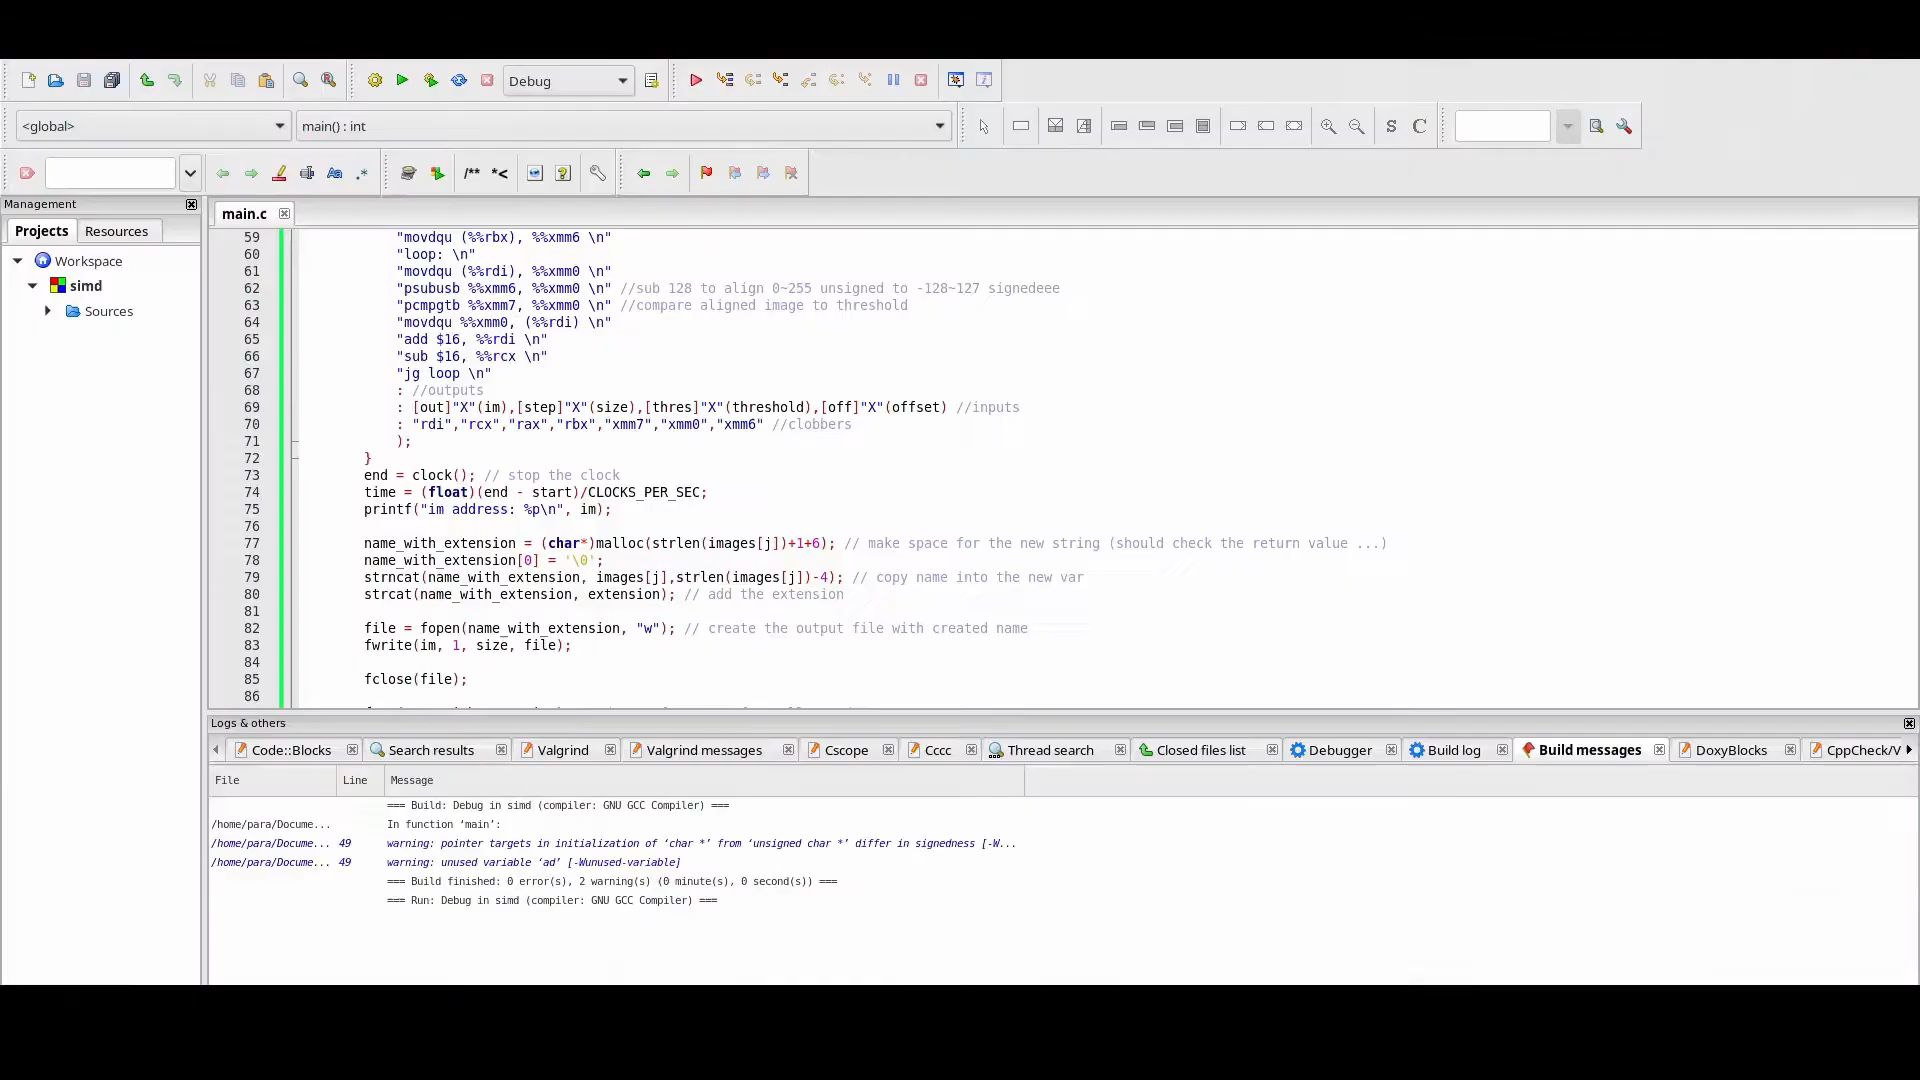 Debug
<global>
main() : int
S C
Aa .*
/** *<
Management
Projects Resources
Workspace
simd
Sources
main.c
59 "movdqu (%%rbx), %%xmm6 \n"
60 "loop: \n"
61 "movdqu (%%rdi), %%xmm0 \n"
62 "psubusb %%xmm6, %%xmm0 \n" //sub 128 to align 0~255 unsigned to -128~127 signedeee
63 "pcmpgtb %%xmm7, %%xmm0 \n" //compare aligned image to threshold
64 "movdqu %%xmm0, (%%rdi) \n"
65 "add $16, %%rdi \n"
66 "sub $16, %%rcx \n"
67 "jg loop \n"
68 : //outputs
69 : [out]"X"(im),[step]"X"(size),[thres]"X"(threshold),[off]"X"(offset) //inputs
70 : "rdi","rcx","rax","rbx","xmm7","xmm0","xmm6" //clobbers
71 );
72 }
73 end = clock(); // stop the clock
74 time = (float)(end - start)/CLOCKS_PER_SEC;
75 printf("im address: %p\n", im);
76
77 name_with_extension = (char*)malloc(strlen(images[j])+1+6); // make space for the new string (should check the return value ...)
78 name_with_extension[0] = '\0';
79 strncat(name_with_extension, images[j],strlen(images[j])-4); // copy name into the new var
80 strcat(name_with_extension, extension); // add the extension
81
82 file = fopen(name_with_extension, "w"); // create the output file with created name
83 fwrite(im, 1, size, file);
84
85 fclose(file);
86
Logs & others
Code::Blocks Search results Valgrind Valgrind messages Cscope Cccc Thread search Closed files list Debugger Build log Build messages DoxyBlocks CppCheck/V
File Line Message
=== Build: Debug in simd (compiler: GNU GCC Compiler) ===
/home/para/Docume... In function ‘main’:
/home/para/Docume... 49 warning: pointer targets in initialization of ‘char *’ from ‘unsigned char *’ differ in signedness [-W...
/home/para/Docume... 49 warning: unused variable ‘ad’ [-Wunused-variable]
=== Build finished: 0 error(s), 2 warning(s) (0 minute(s), 0 second(s)) ===
=== Run: Debug in simd (compiler: GNU GCC Compiler) ===